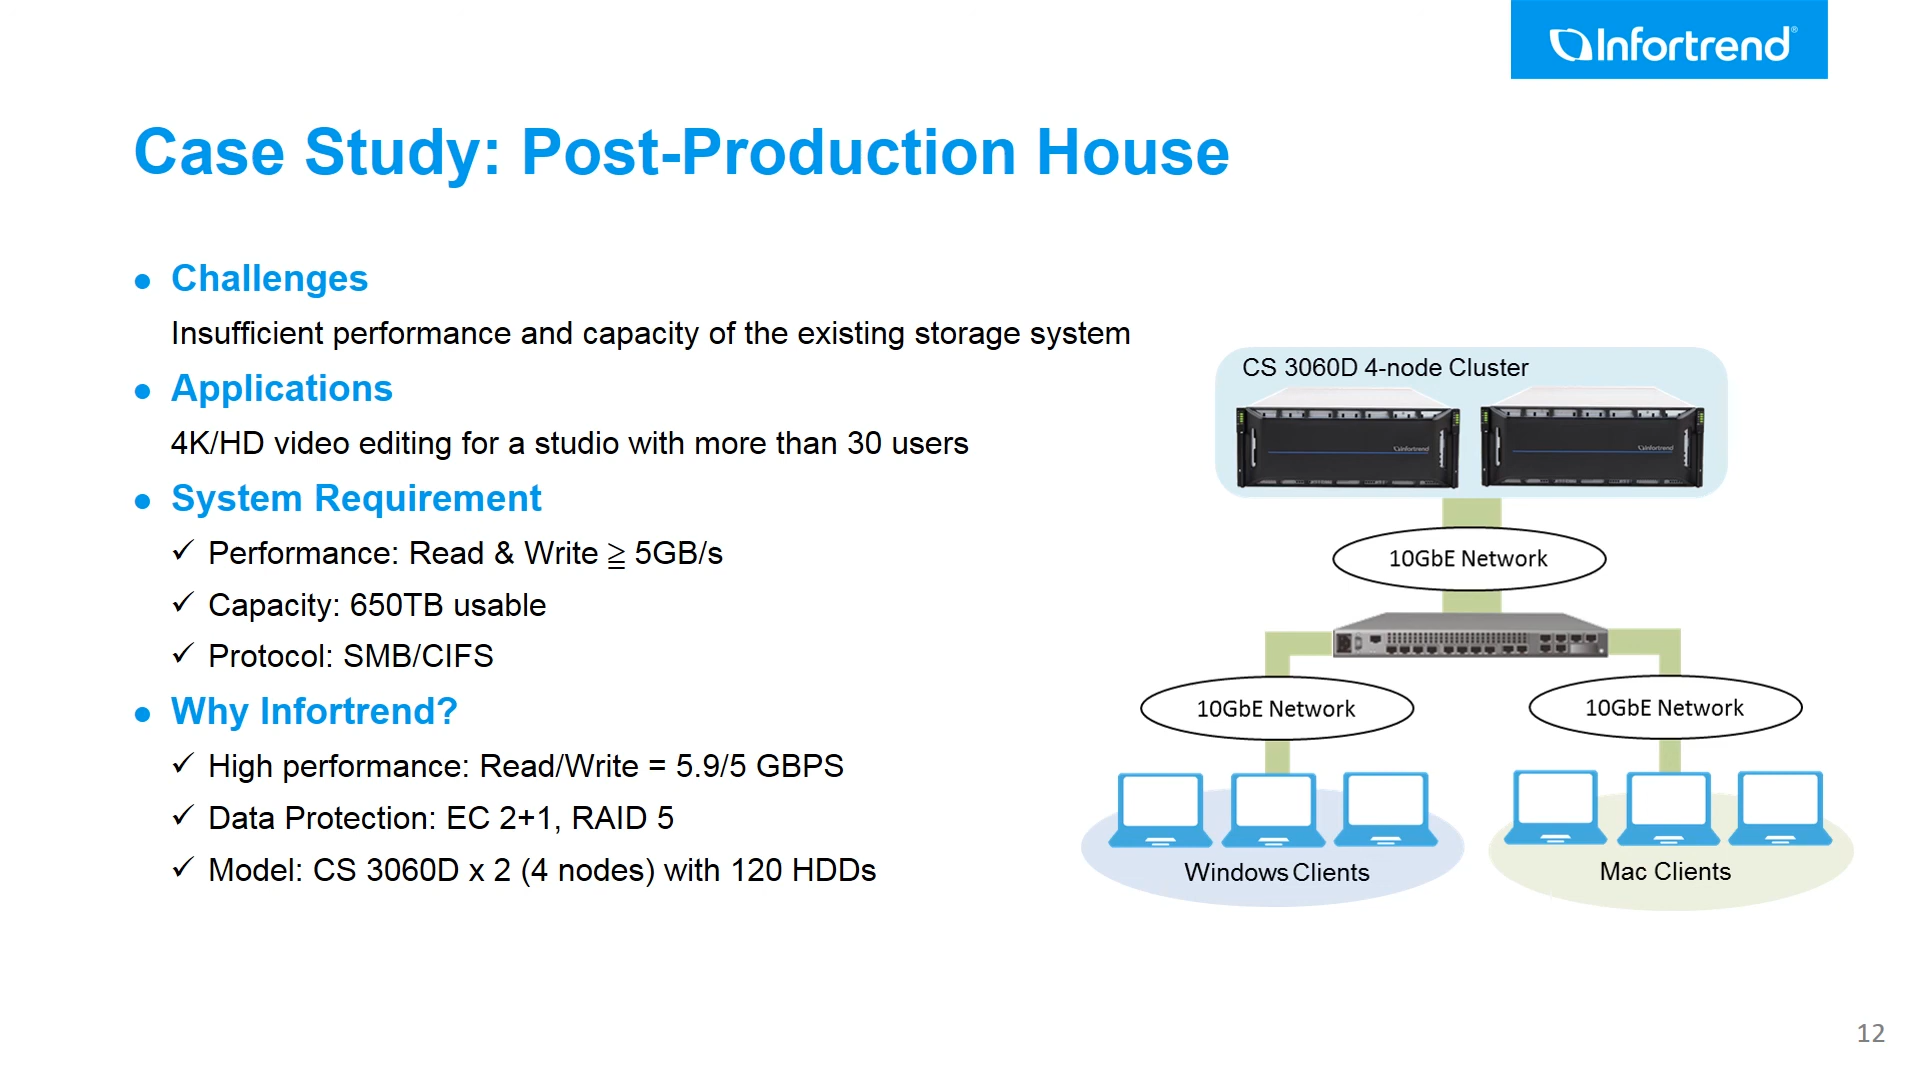 Infortrend®
Case Study: Post-Production House
● Challenges
Insufficient performance and capacity of the existing storage system
● Applications
4K/HD video editing for a studio with more than 30 users
● System Requirement
✓ Performance: Read & Write ≧ 5GB/s
✓ Capacity: 650TB usable
✓ Protocol: SMB/CIFS
● Why Infortrend?
✓ High performance: Read/Write = 5.9/5 GBPS
✓ Data Protection: EC 2+1, RAID 5
✓ Model: CS 3060D x 2 (4 nodes) with 120 HDDs
CS 3060D 4-node Cluster
Infortrend
Infortrend
10GbE Network
10GbE Network
10GbE Network
Windows Clients
Mac Clients
12